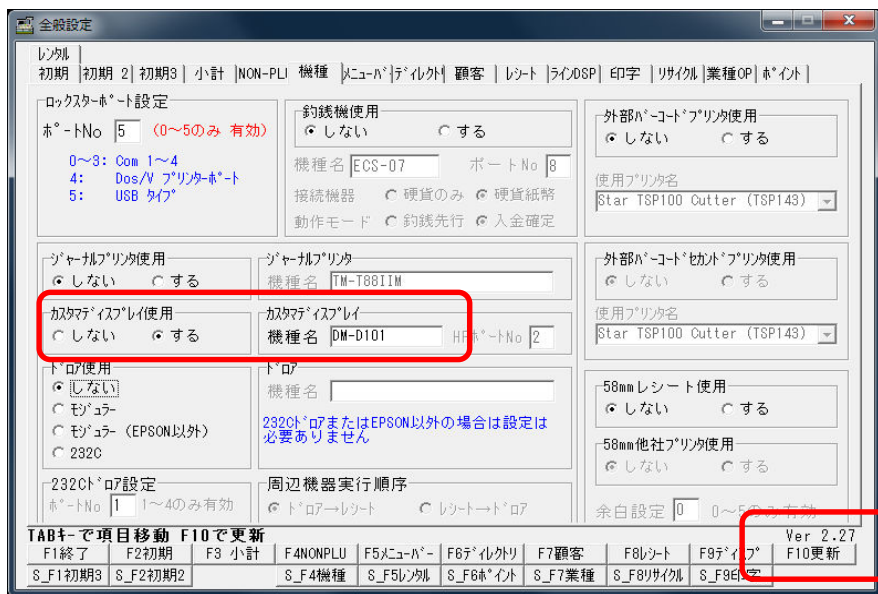 全般設定
レンタル
初期 初期 2 初期3 小計 NON-PLU 機種 メニューバー ディレクトリ 顧客 レシート ラインDSP 印字 リサイクル 業種OP ポイント
ロックスターポート設定
ポートNo 5 (0～5のみ 有効)
0～3: Com 1～4
4: Dos/V プリンターポート
5: USB タイプ
釣銭機使用
しない する
機種名 ECS-07 ポートNo 8
接続機器 硬貨のみ 硬貨紙幣
動作モード 釣銭先行 入金確定
外部バーコードプリンタ使用
しない する
使用プリンタ名
Star TSP100 Cutter (TSP143)
ジャーナルプリンタ使用
しない する
ジャーナルプリンタ
機種名 TM-T88IIM
外部バーコードセカンドプリンタ使用
しない する
使用プリンタ名
Star TSP100 Cutter (TSP143)
カスタマディスプレイ使用
しない する
カスタマディスプレイ
機種名 DM-D101 HPポートNo 2
ドロア使用
しない
モジュラー
モジュラー (EPSON以外)
232C
ドロア
機種名
232CドロアまたはEPSON以外の場合は設定は
必要ありません
58mmレシート使用
しない する
58mm他社プリンタ使用
しない する
余白設定 0 0～5のみ有効
232Cドロア設定
ポートNo 1 1～4のみ有効
周辺機器実行順序
ドロア→レシート レシート→ドロア
TABキーで項目移動 F10で更新 Ver 2.27
F1終了 F2初期 F3 小計 F4NONPLU F5メニューバー F6ディレクトリ F7顧客 F8レシート F9ディスプ F10更新
S_F1初期3 S_F2初期2 S_F4機種 S_F5レンタル S_F6ポイント S_F7業種 S_F8リサイクル S_F9印字